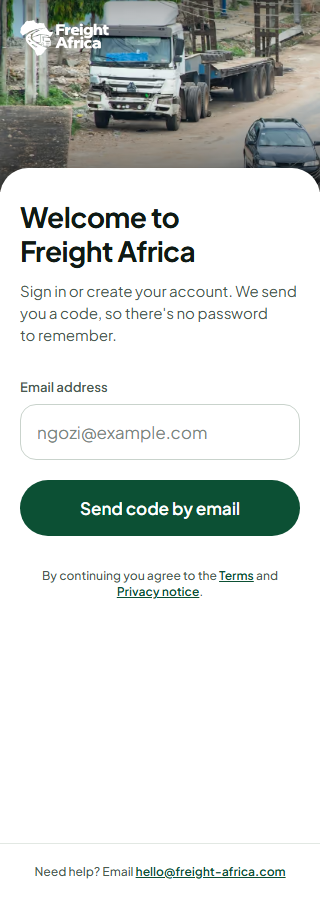 Freight
Africa
Welcome to
Freight Africa
Sign in or create your account. We send
you a code, so there's no password
to remember.
Email address
ngozi@example.com
Send code by email
By continuing you agree to the Terms and
Privacy notice.
Need help? Email hello@freight-africa.com